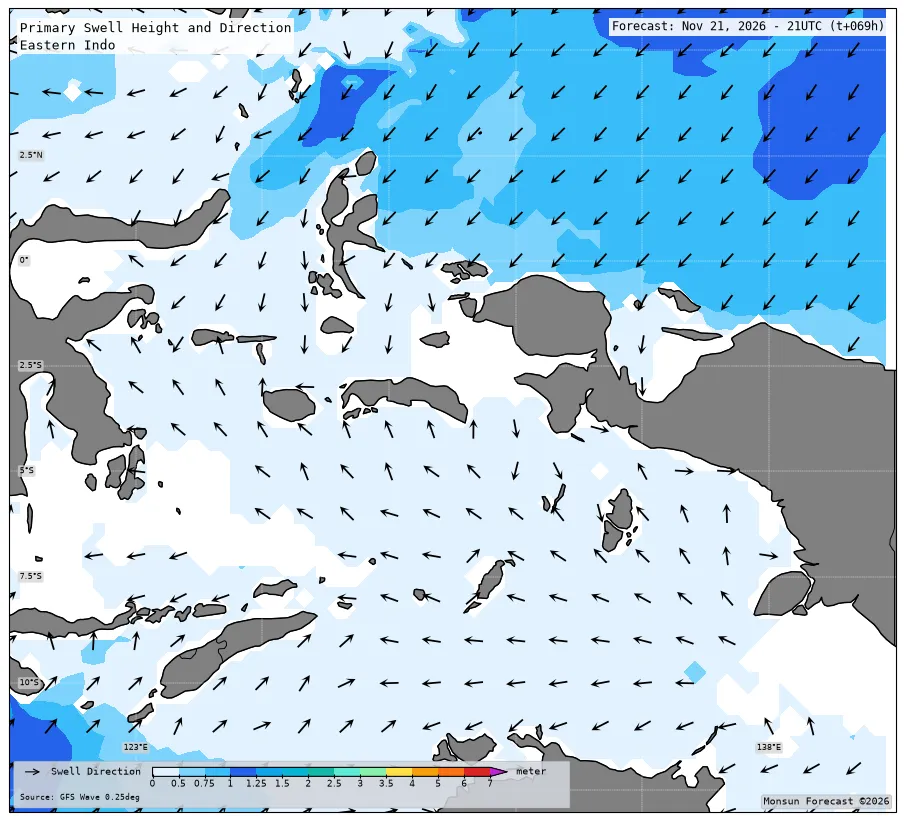 Primary Swell Height and Direction
Eastern Indo
Forecast: Nov 21, 2026 - 21UTC (t+069h)
2.5°N
0°
2.5°S
5°S
7.5°S
10°S
123°E
138°E
Swell Direction
meter
0 0.5 0.75 1 1.25 1.5 2 2.5 3 3.5 4 5 6 7
Source: GFS Wave 0.25deg
Monsun Forecast ©2026